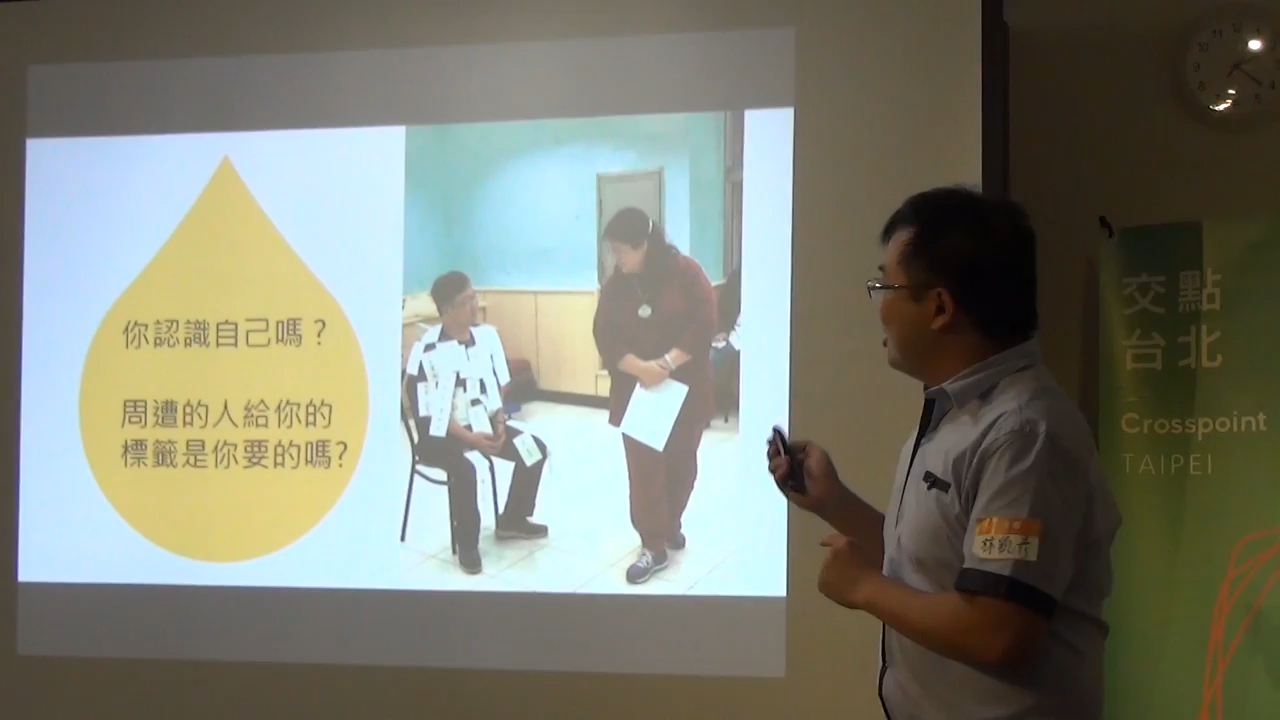 你認識自己嗎？
周遭的人給你的
標籤是你要的嗎?
交點
台北
Crosspoint
TAIPEI